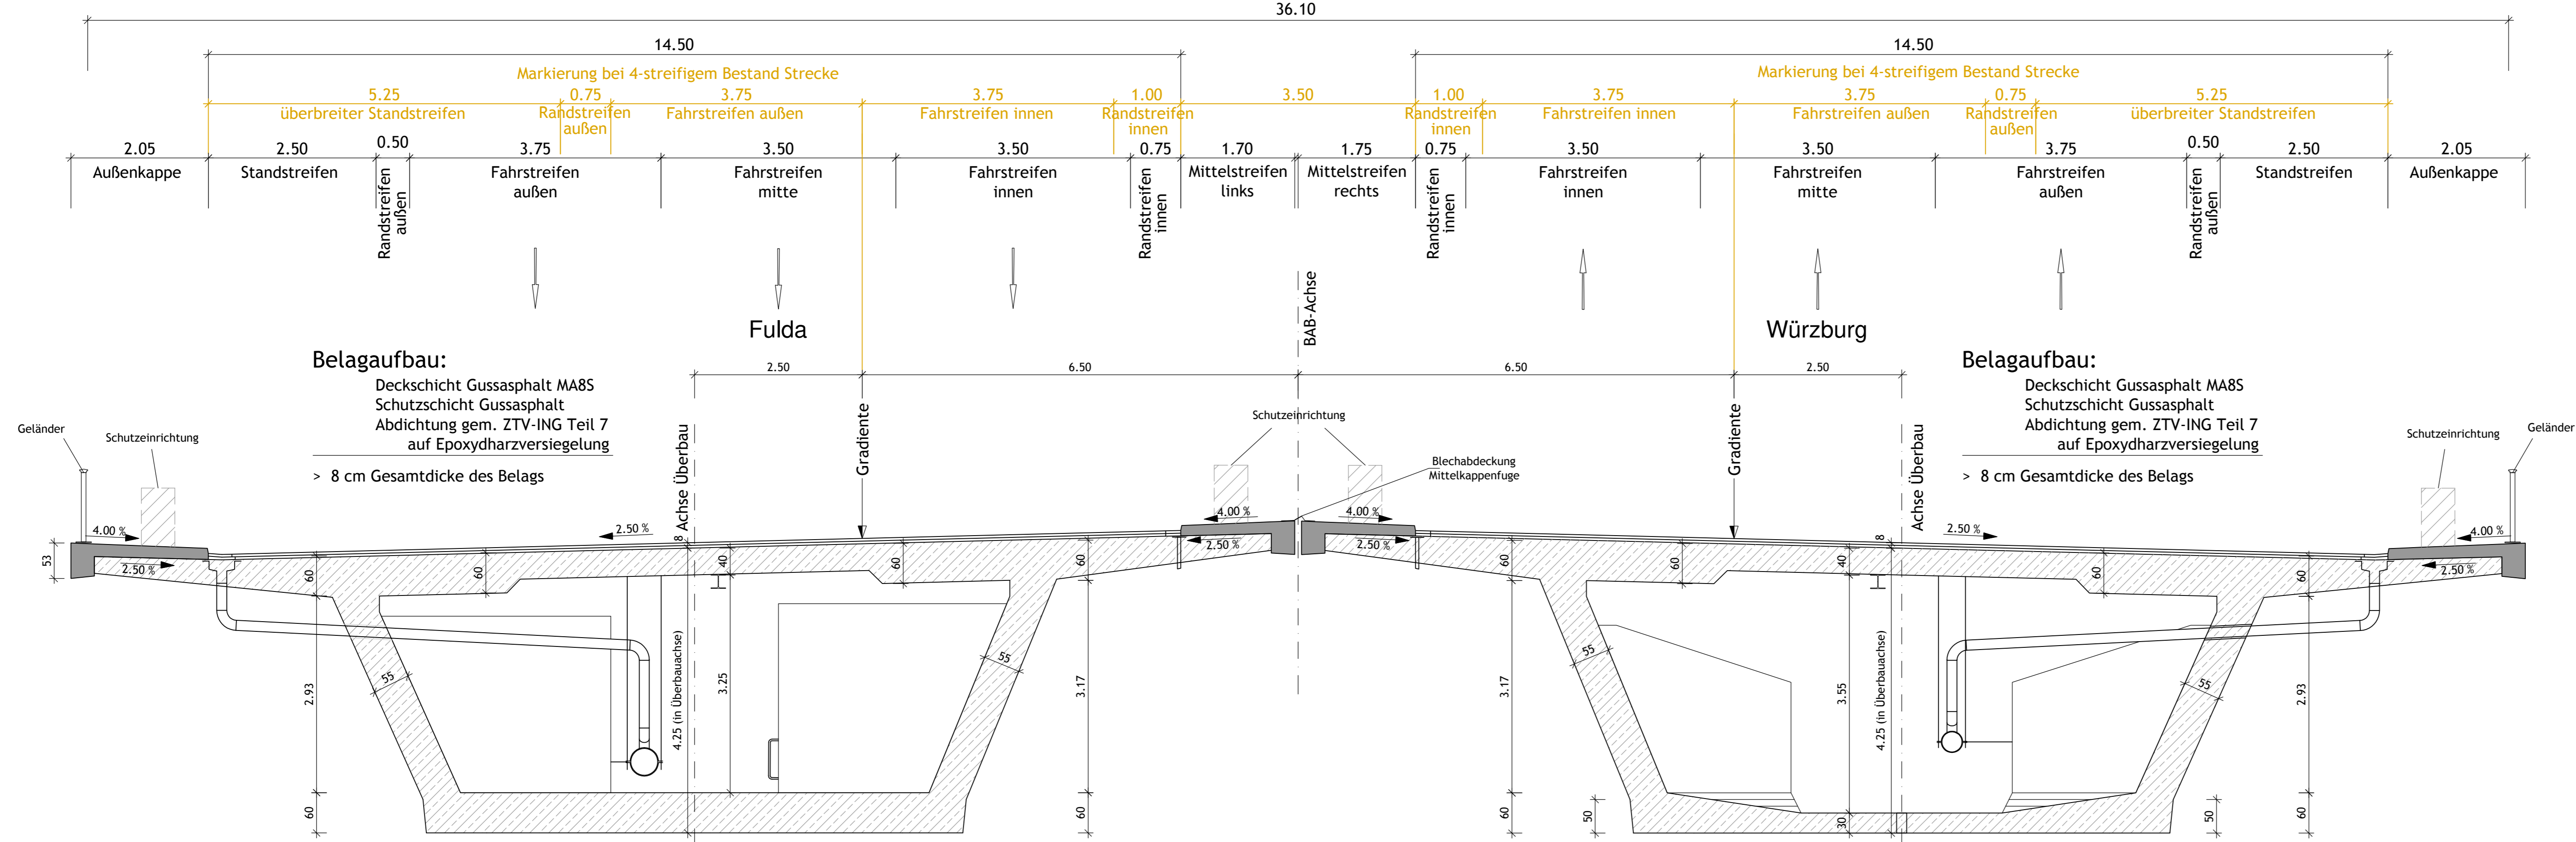 36.10
14.50 14.50
Markierung bei 4-streifigem Bestand Strecke Markierung bei 4-streifigem Bestand Strecke
5.25 0.75 3.75 3.75 1.00 3.50 1.00 3.75 3.75 0.75 5.25
überbreiter Standstreifen Randstreifen außen Fahrstreifen außen Fahrstreifen innen Randstreifen innen Randstreifen innen Fahrstreifen innen Fahrstreifen außen Randstreifen außen überbreiter Standstreifen
2.05 2.50 0.50 3.75 3.50 3.50 0.75 1.70 1.75 0.75 3.50 3.50 3.75 0.50 2.50 2.05
Außenkappe
Standstreifen
Randstreifen
außen
Fahrstreifen
außen
Fahrstreifen
mitte
Fahrstreifen
innen
Randstreifen
innen
Mittelstreifen
links
Mittelstreifen
rechts
Randstreifen
innen
Fahrstreifen
innen
Fahrstreifen
mitte
Fahrstreifen
außen
Randstreifen
außen
Standstreifen
Außenkappe
BAB-Achse
Fulda
Würzburg
2.50 6.50 6.50 2.50
Belagaufbau:
Deckschicht Gussasphalt MA8S
Schutzschicht Gussasphalt
Abdichtung gem. ZTV-ING Teil 7
auf Epoxydharzversiegelung
> 8 cm Gesamtdicke des Belags
Belagaufbau:
Deckschicht Gussasphalt MA8S
Schutzschicht Gussasphalt
Abdichtung gem. ZTV-ING Teil 7
auf Epoxydharzversiegelung
> 8 cm Gesamtdicke des Belags
Geländer
Schutzeinrichtung
Achse Überbau
Gradiente
Schutzeinrichtung
Blechabdeckung
Mittelkappenfuge
Gradiente
Achse Überbau
Schutzeinrichtung
Geländer
4.00 % 2.50 % 8 4.00 % 4.00 % 8 2.50 % 4.00 %
53 2.50 % 60 60 40 60 60 2.50 % 2.50 % 60 60 40 60 60 2.50 %
55 55 55 55
2.93 4.25 (in Überbauachse) 3.25 3.17 3.17 3.55 4.25 (in Überbauachse) 2.93
60 60 60 50 30 50 60